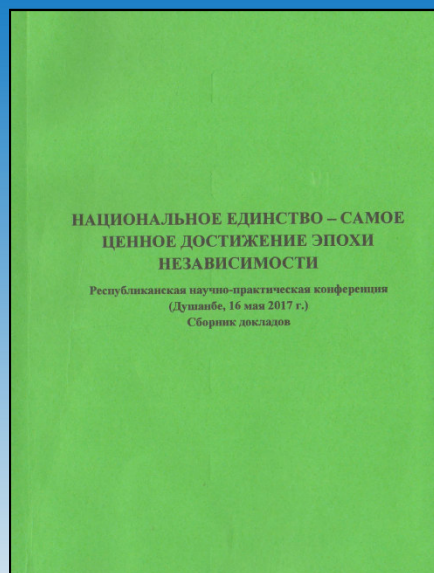 НАЦИОНАЛЬНОЕ ЕДИНСТВО – САМОЕ
ЦЕННОЕ ДОСТИЖЕНИЕ ЭПОХИ
НЕЗАВИСИМОСТИ
Республиканская научно-практическая конференция
(Душанбе, 16 мая 2017 г.)
Сборник докладов